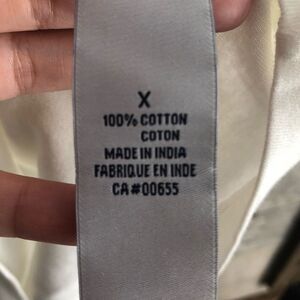 X
100% COTTON
COTON
MADE IN INDIA
FABRIQUE EN INDE
CA#00655